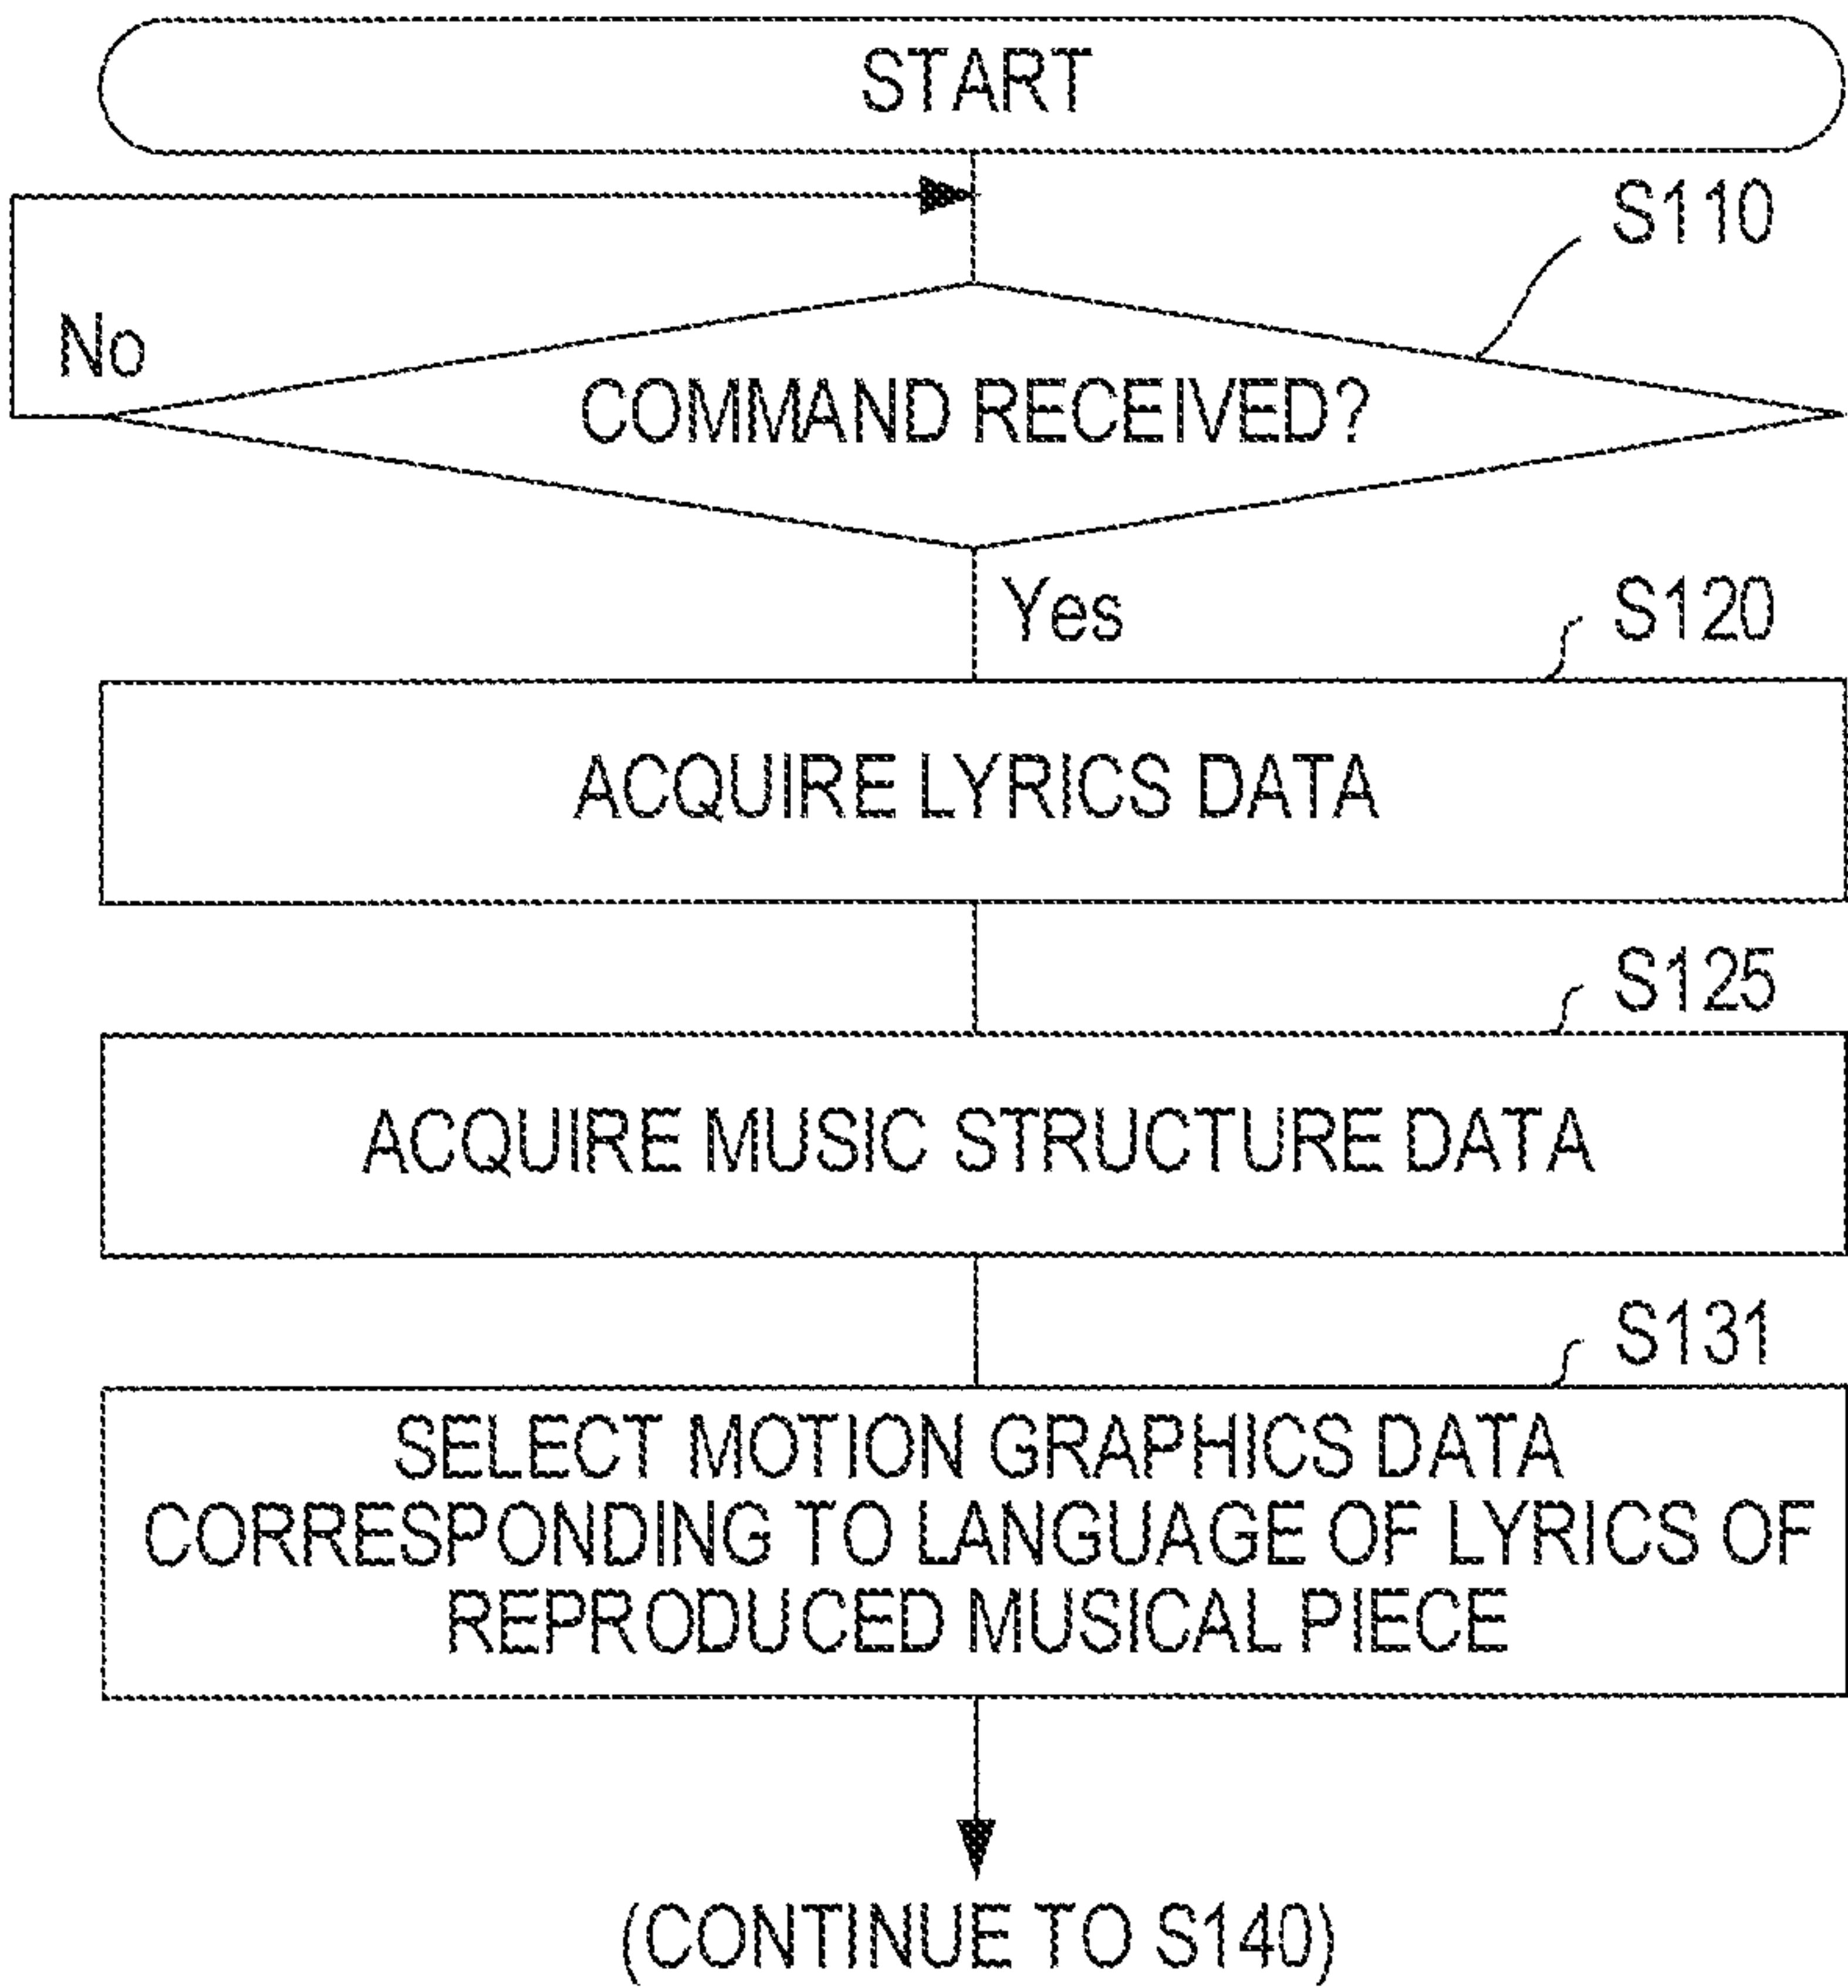 START
S110
No
COMMAND RECEIVED?
Yes
S120
ACQUIRE LYRICS DATA
S125
ACQUIRE MUSIC STRUCTURE DATA
S131
SELECT MOTION GRAPHICS DATA
CORRESPONDING TO LANGUAGE OF LYRICS OF
REPRODUCED MUSICAL PIECE
(CONTINUE TO S140)